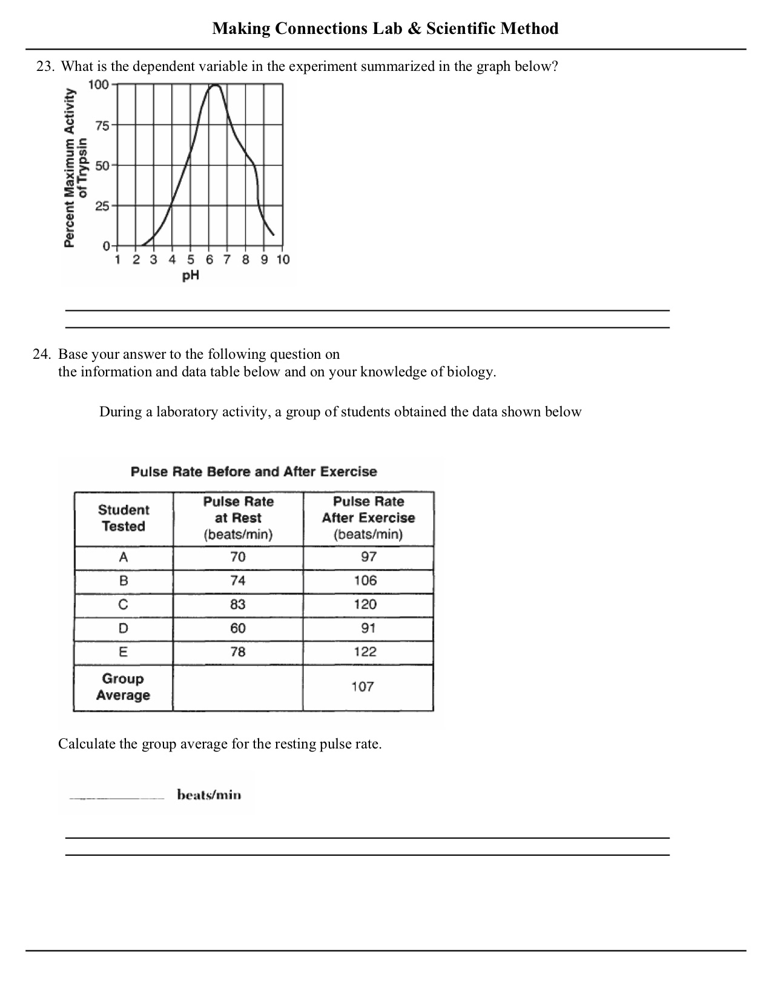 Making Connections Lab & Scientific Method
23. What is the dependent variable in the experiment summarized in the graph below?
Percent Maximum Activity
of Trypsin
100
75
50
25
0
1 2 3 4 5 6 7 8 9 10
pH
24. Base your answer to the following question on
the information and data table below and on your knowledge of biology.
During a laboratory activity, a group of students obtained the data shown below
Pulse Rate Before and After Exercise
Student Tested | Pulse Rate at Rest (beats/min) | Pulse Rate After Exercise (beats/min)
A 70 97
B 74 106
C 83 120
D 60 91
E 78 122
Group Average 107
Calculate the group average for the resting pulse rate.
beats/min